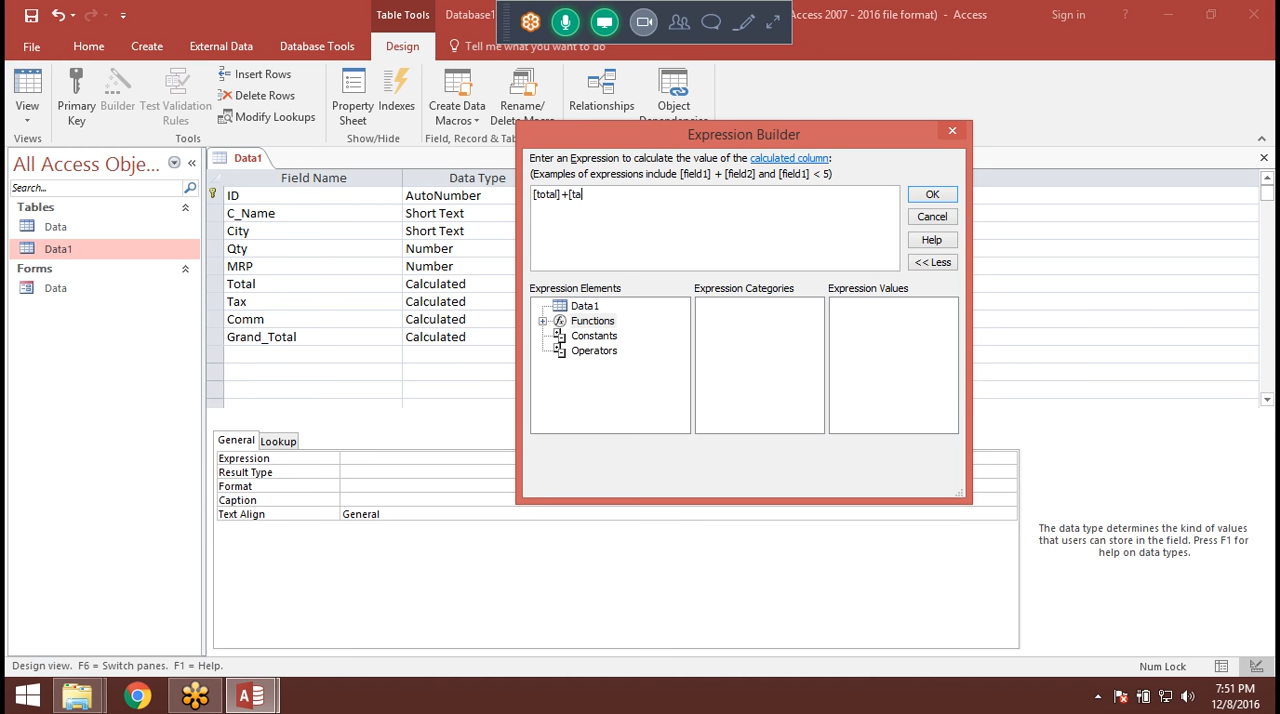 Table Tools
Database1
Access 2007 - 2016 file format) - Access
Sign in
?
File
Home
Create
External Data
Database Tools
Design
Tell me what you want to do
View
Primary
Key
Builder
Test Validation
Rules
Insert Rows
Delete Rows
Modify Lookups
Property
Sheet
Indexes
Create Data
Macros
Rename/
Delete Macro
Relationships
Object
Dependencies
Views
Tools
Show/Hide
Field, Record & Ta
All Access Obje...
Search...
Tables
Data
Data1
Forms
Data
Data1
Field Name
Data Type
ID
AutoNumber
C_Name
Short Text
City
Short Text
Qty
Number
MRP
Number
Total
Calculated
Tax
Calculated
Comm
Calculated
Grand_Total
Calculated
Expression Builder
Enter an Expression to calculate the value of the calculated column:
(Examples of expressions include [field1] + [field2] and [field1] < 5)
[total]+[ta
OK
Cancel
Help
<< Less
Expression Elements
Expression Categories
Expression Values
Data1
Functions
Constants
Operators
General
Lookup
Expression
Result Type
Format
Caption
Text Align
General
The data type determines the kind of values
that users can store in the field. Press F1 for
help on data types.
Design view. F6 = Switch panes. F1 = Help.
Num Lock
7:51 PM
12/8/2016